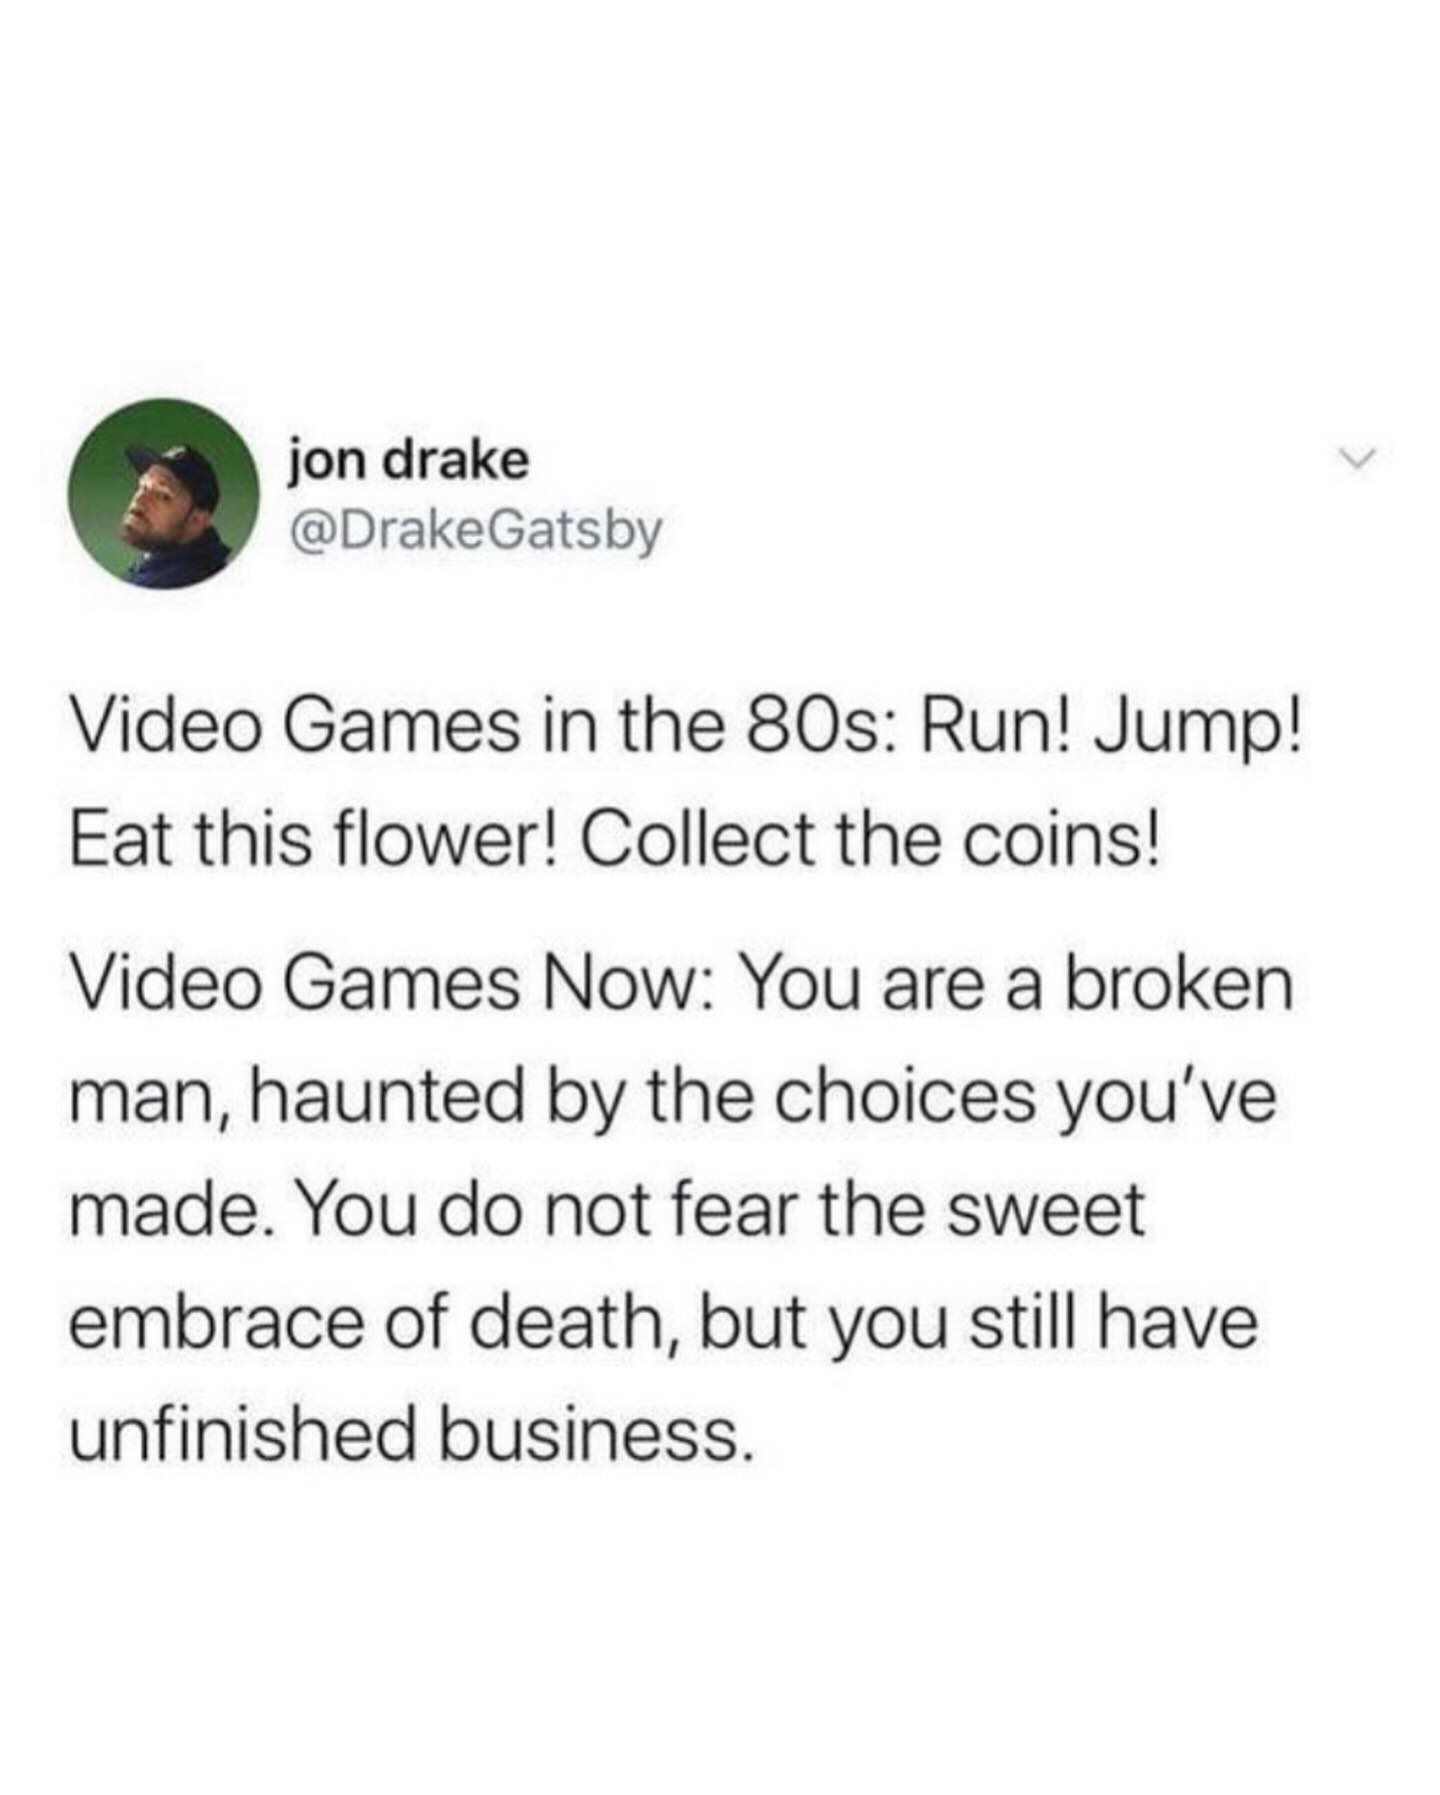 jon drake
@DrakeGatsby
Video Games in the 80s: Run! Jump!
Eat this flower! Collect the coins!
Video Games Now: You are a broken
man, haunted by the choices you've
made. You do not fear the sweet
embrace of death, but you still have
unfinished business.